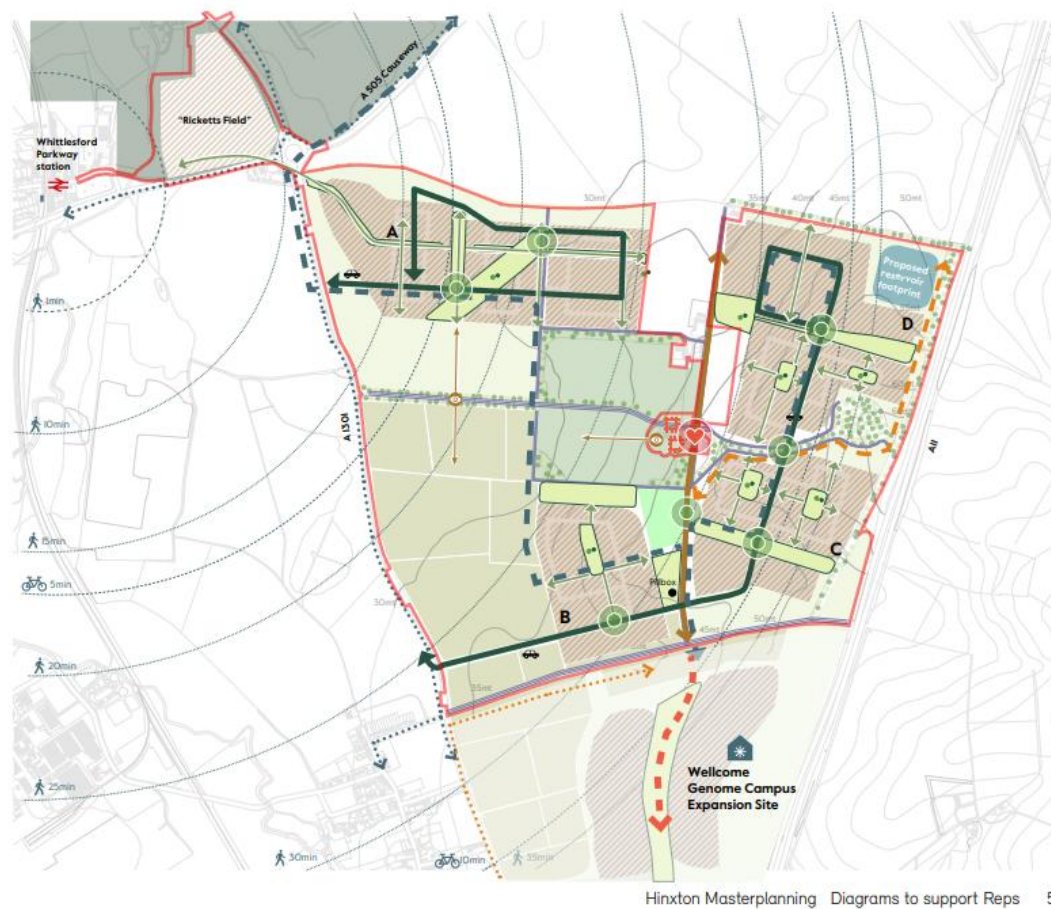 A 505 Causeway
"Ricketts Field"
Whittlesford
Parkway
station
30mt
35mt
40mt
45mt
50mt
A
Proposed
reservoir
footprint
1min
D
10min
A 1301
A11
15min
5min
C
Pillbox
30mt
B
45mt
50mt
20min
35mt
Wellcome
Genome Campus
Expansion Site
25min
30min
10min
35min
Hinxton Masterplanning Diagrams to support Reps 5